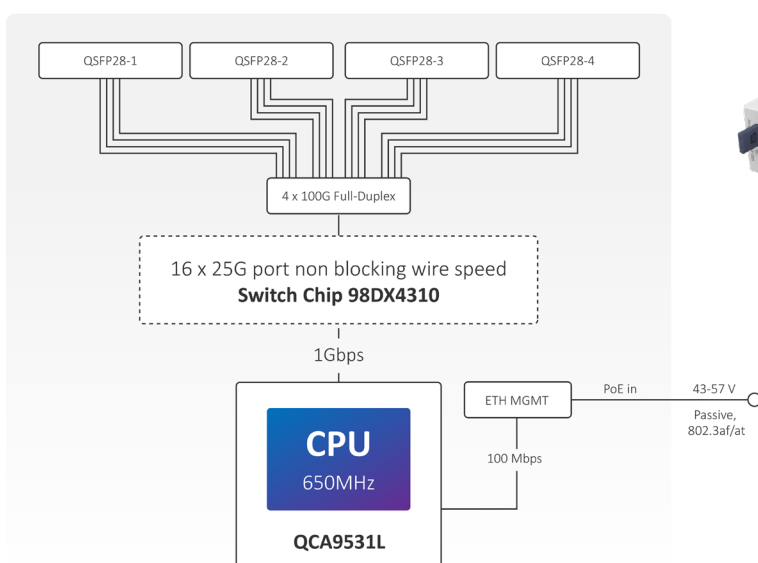 QSFP28-1
QSFP28-2
QSFP28-3
QSFP28-4
4 x 100G Full-Duplex
16 x 25G port non blocking wire speed
Switch Chip 98DX4310
1Gbps
CPU
650MHz
QCA9531L
ETH MGMT
100 Mbps
PoE in
43-57 V
Passive,
802.3af/at